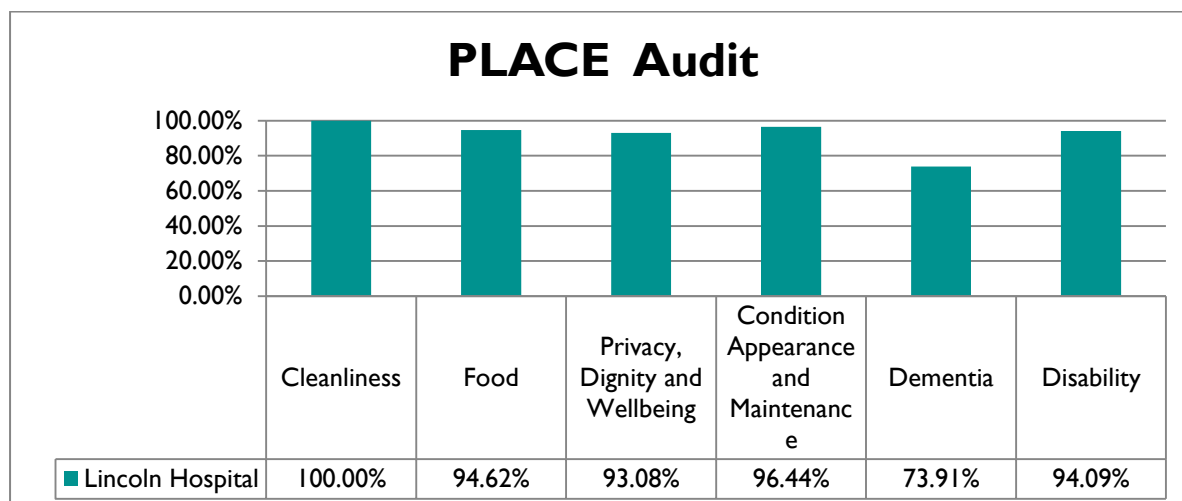 PLACE Audit
100.00%
80.00%
60.00%
40.00%
20.00%
0.00%
Cleanliness
Food
Privacy,
Dignity and
Wellbeing
Condition
Appearance
and
Maintenanc
e
Dementia
Disability
Lincoln Hospital 100.00% 94.62% 93.08% 96.44% 73.91% 94.09%